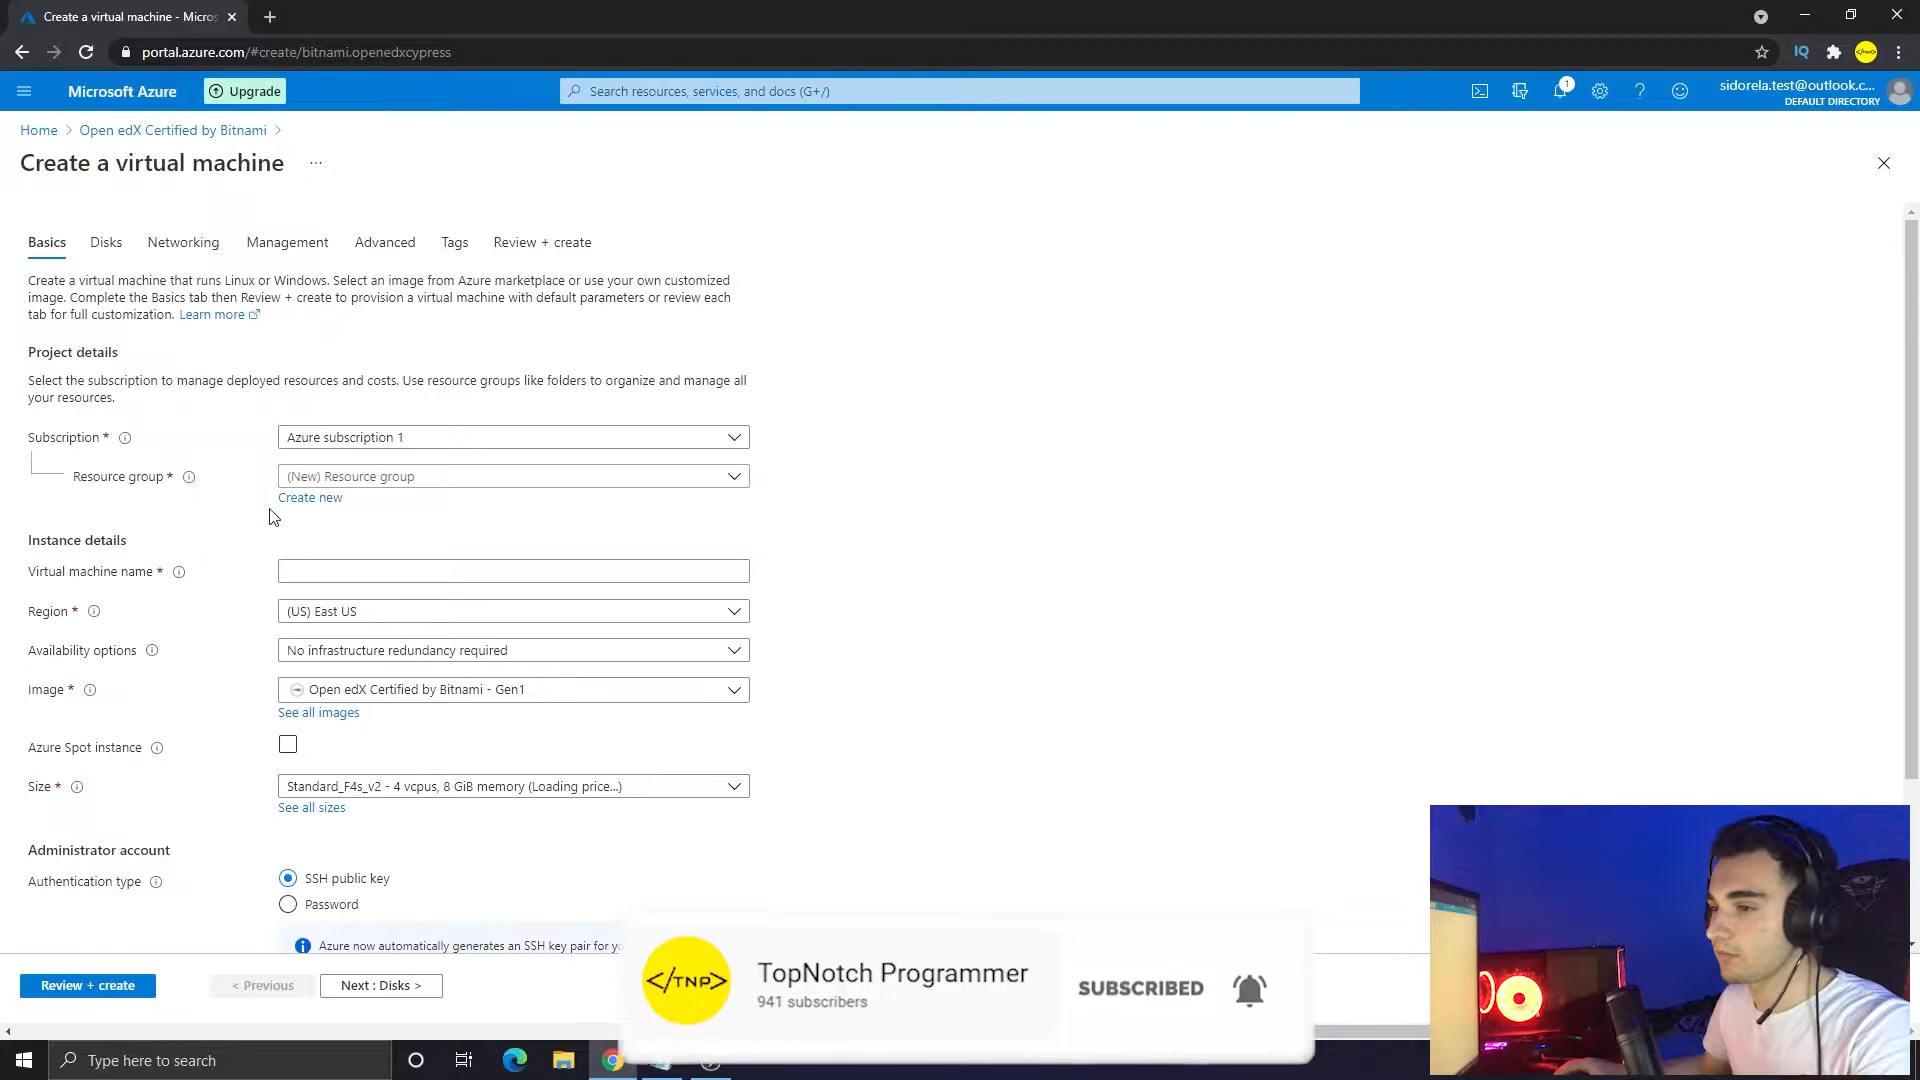 Create a virtual machine - Micros
portal.azure.com/#create/bitnami.openedxcypress
IQ
Microsoft Azure
Upgrade
Search resources, services, and docs (G+/)
1
sidorela.test@outlook.c...
DEFAULT DIRECTORY
Home > Open edX Certified by Bitnami >
Create a virtual machine ...
Basics Disks Networking Management Advanced Tags Review + create
Create a virtual machine that runs Linux or Windows. Select an image from Azure marketplace or use your own customized
image. Complete the Basics tab then Review + create to provision a virtual machine with default parameters or review each
tab for full customization. Learn more
Project details
Select the subscription to manage deployed resources and costs. Use resource groups like folders to organize and manage all
your resources.
Subscription * Azure subscription 1
Resource group * (New) Resource group
Create new
Instance details
Virtual machine name *
Region * (US) East US
Availability options No infrastructure redundancy required
Image * Open edX Certified by Bitnami - Gen1
See all images
Azure Spot instance
Size * Standard_F4s_v2 - 4 vcpus, 8 GiB memory (Loading price...)
See all sizes
Administrator account
Authentication type SSH public key
Password
Azure now automatically generates an SSH key pair for yo
Review + create < Previous Next : Disks >
</TNP>
TopNotch Programmer
941 subscribers
SUBSCRIBED
Type here to search